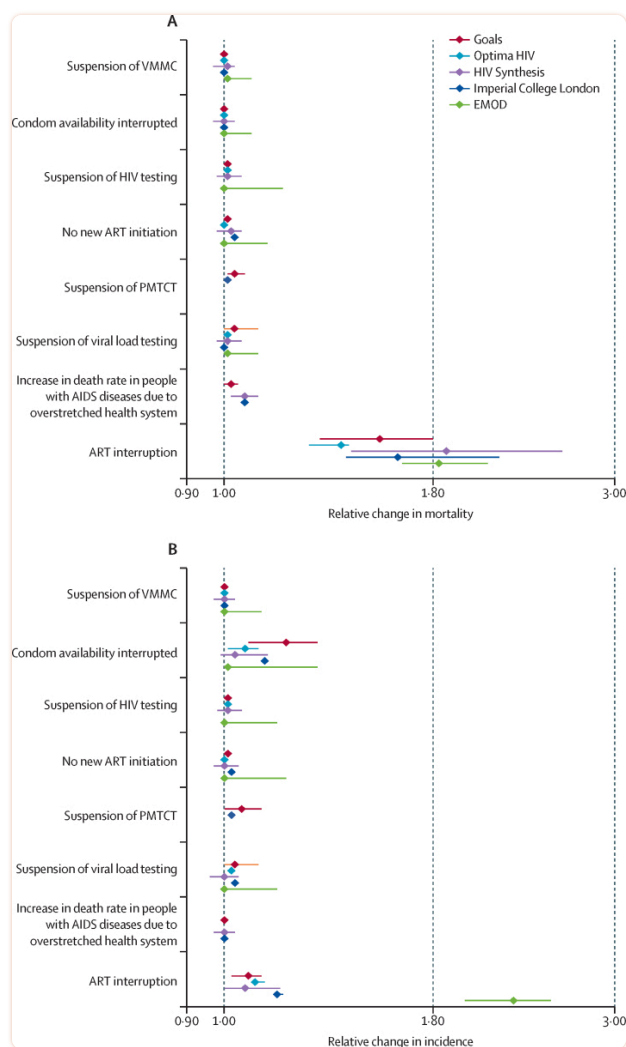 A
Goals
Optima HIV
HIV Synthesis
Imperial College London
EMOD
Suspension of VMMC
Condom availability interrupted
Suspension of HIV testing
No new ART initiation
Suspension of PMTCT
Suspension of viral load testing
Increase in death rate in people
with AIDS diseases due to
overstretched health system
ART interruption
0·90 1·00 1·80 3·00
Relative change in mortality
B
Suspension of VMMC
Condom availability interrupted
Suspension of HIV testing
No new ART initiation
Suspension of PMTCT
Suspension of viral load testing
Increase in death rate in people
with AIDS diseases due to
overstretched health system
ART interruption
0·90 1·00 1·80 3·00
Relative change in incidence